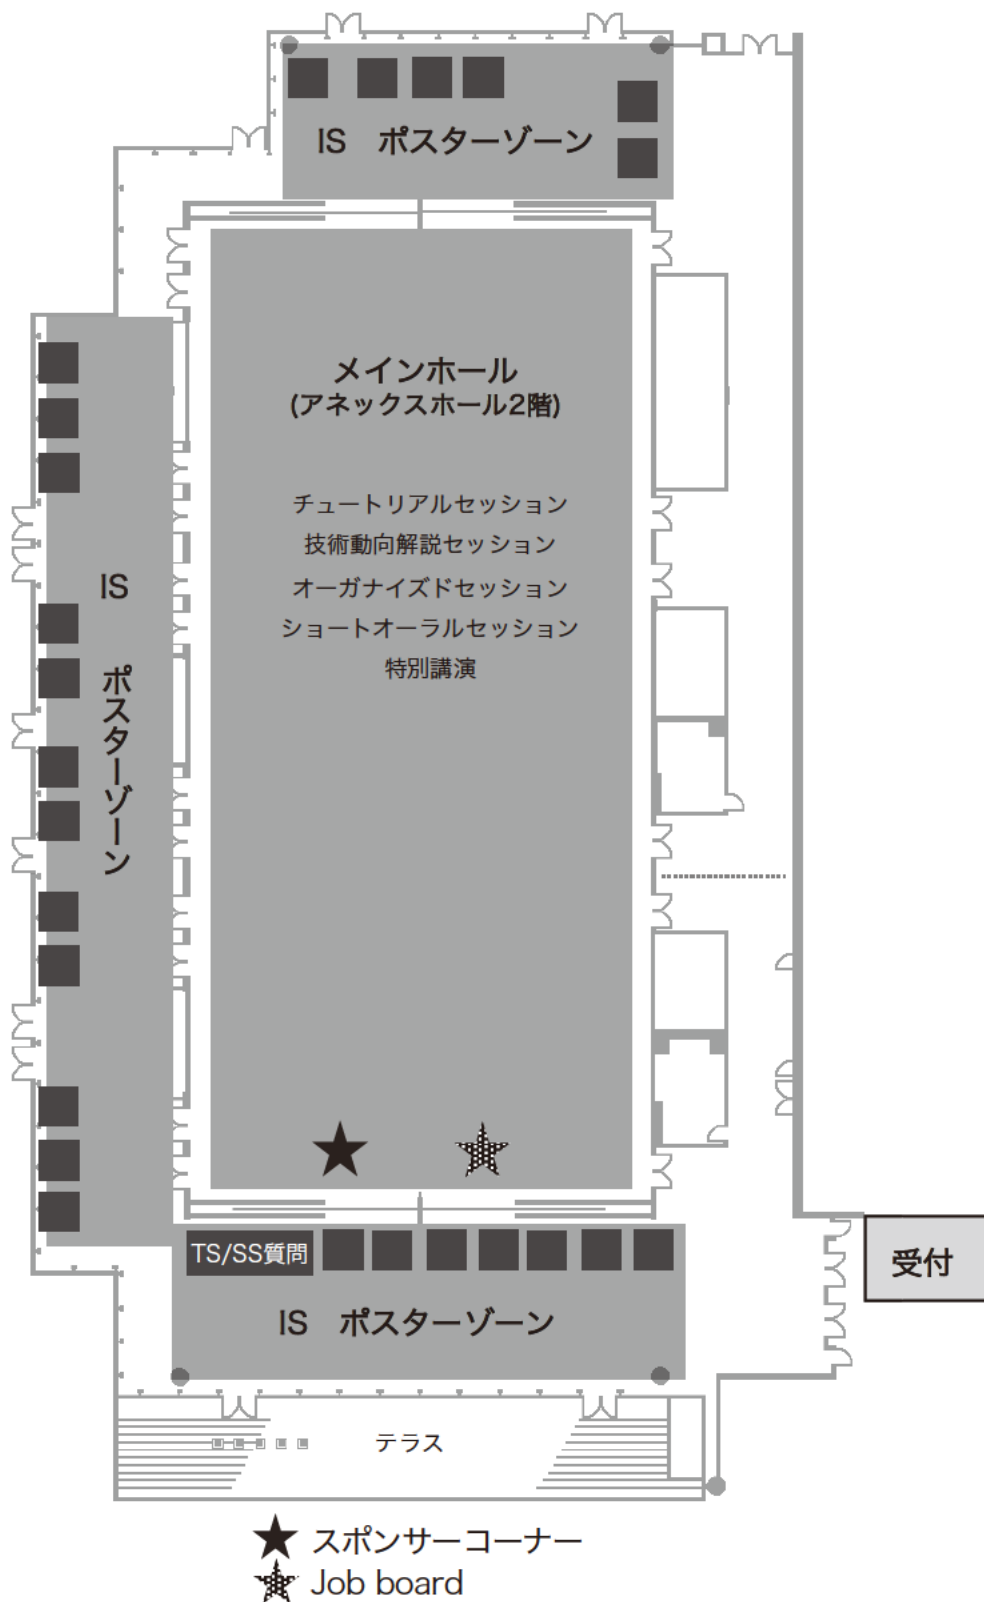 IS ポスターゾーン
メインホール
(アネックスホール2階)
チュートリアルセッション
技術動向解説セッション
オーガナイズドセッション
ショートオーラルセッション
特別講演
IS ポスターゾーン
TS/SS質問
受付
IS ポスターゾーン
テラス
★ スポンサーコーナー
Job board